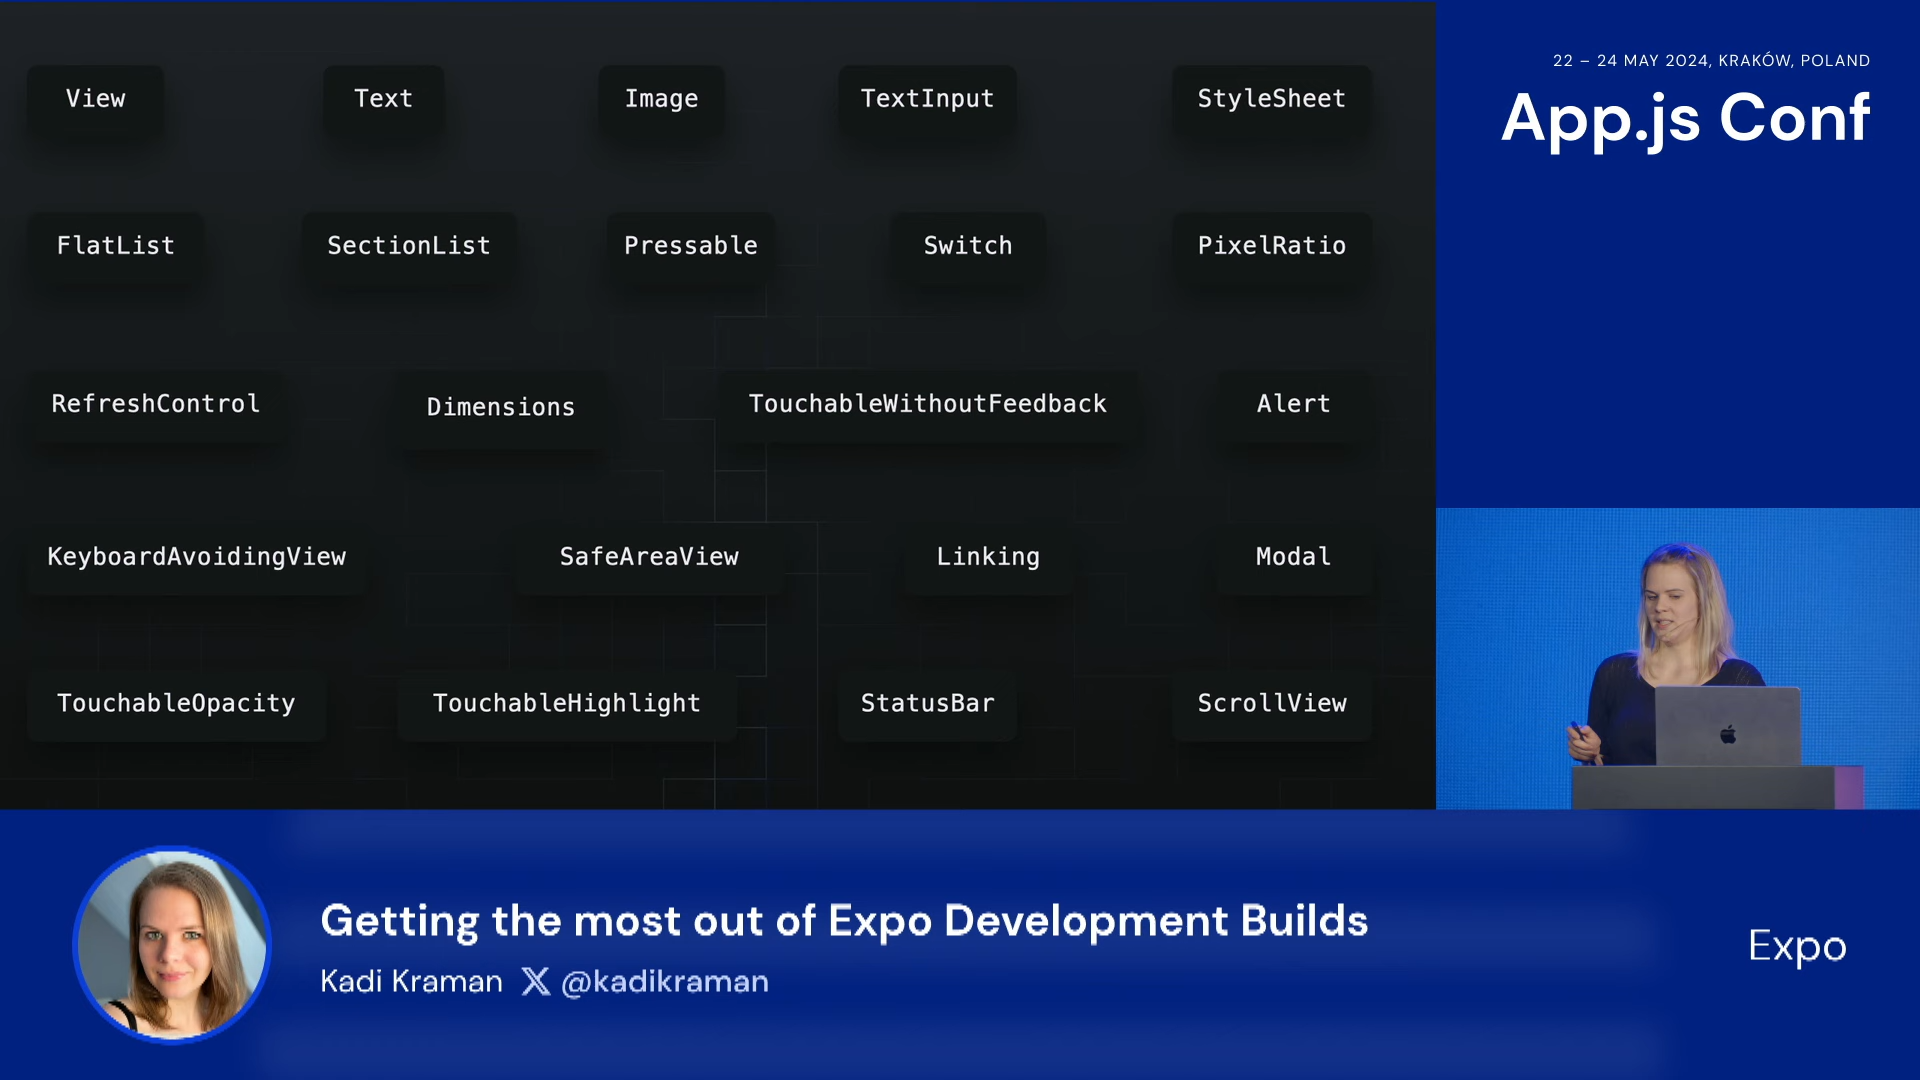 View
Text
Image
TextInput
StyleSheet
FlatList
SectionList
Pressable
Switch
PixelRatio
RefreshControl
Dimensions
TouchableWithoutFeedback
Alert
KeyboardAvoidingView
SafeAreaView
Linking
Modal
TouchableOpacity
TouchableHighlight
StatusBar
ScrollView
22 – 24 MAY 2024, KRAKÓW, POLAND
App.js Conf
Getting the most out of Expo Development Builds
Kadi Kraman X @kadikraman
Expo